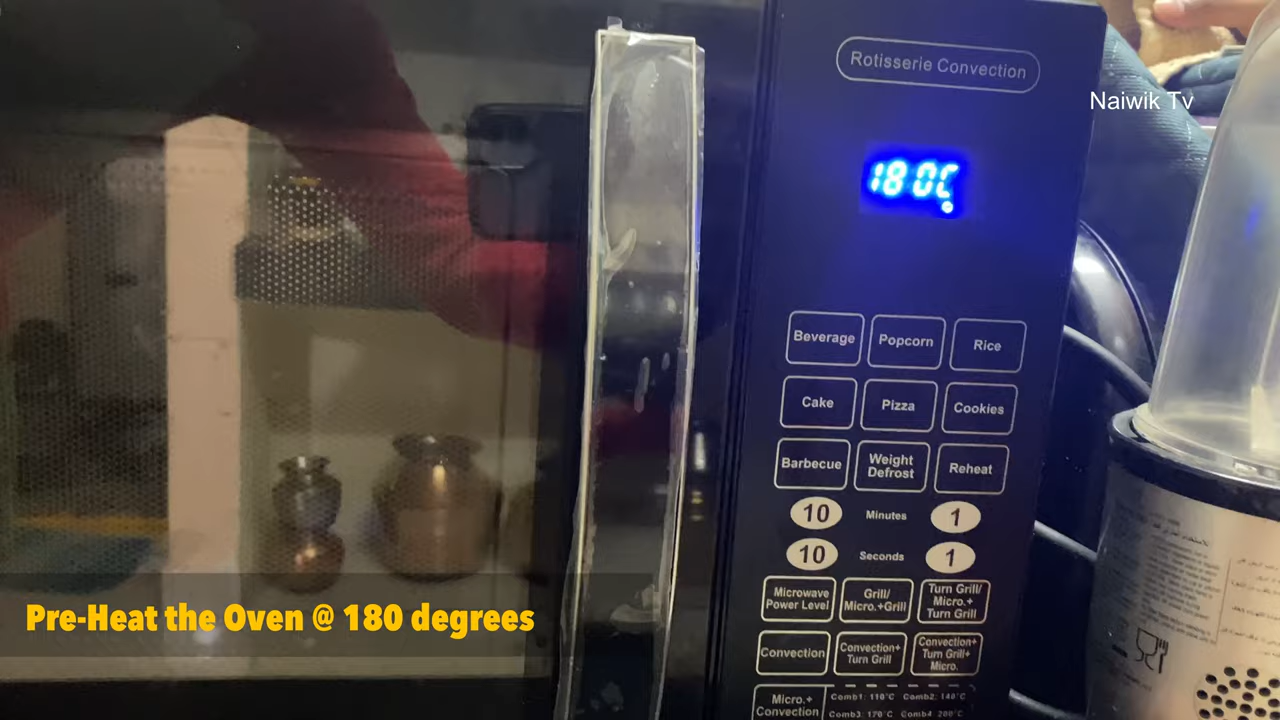 Rotisserie Convection
Naiwik Tv
180C
Beverage
Popcorn
Rice
Cake
Pizza
Cookies
Barbecue
Weight
Defrost
Reheat
10 Minutes 1
10 Seconds 1
Microwave
Power Level
Grill/
Micro.+Grill
Turn Grill/
Micro.+
Turn Grill
Convection
Convection+
Turn Grill
Convection+
Turn Grill+
Micro.
Micro.+
Convection
Comb1: 110°C Comb2: 140°C
Comb3: 170°C Comb4 200°C
Pre-Heat the Oven @ 180 degrees